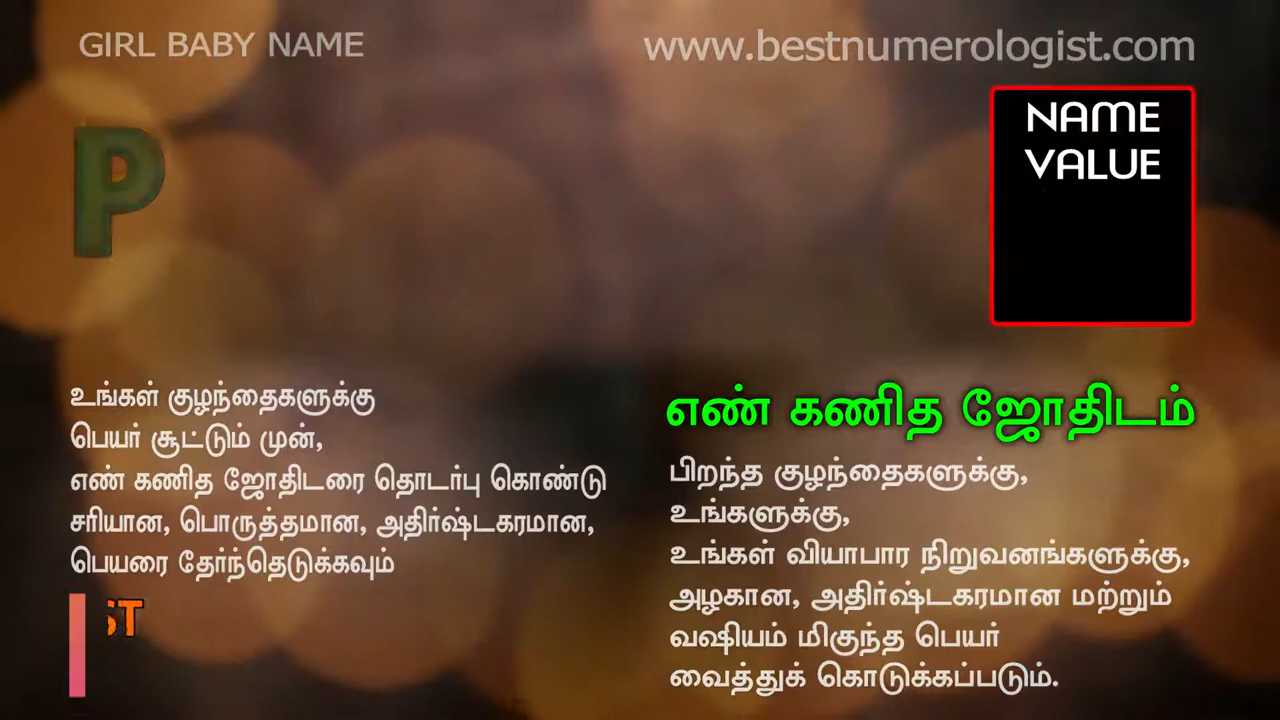 GIRL BABY NAME
www.bestnumerologist.com
P
NAME
VALUE
உங்கள் குழந்தைகளுக்கு
பெயர் சூட்டும் முன்,
எண் கணித ஜோதிடரை தொடர்பு கொண்டு
சரியான, பொருத்தமான, அதிர்ஷ்டகரமான,
பெயரை தேர்ந்தெடுக்கவும்
எண் கணித ஜோதிடம்
பிறந்த குழந்தைகளுக்கு,
உங்களுக்கு,
உங்கள் வியாபார நிறுவனங்களுக்கு,
அழகான, அதிர்ஷ்டகரமான மற்றும்
வஷியம் மிகுந்த பெயர்
வைத்துக் கொடுக்கப்படும்.